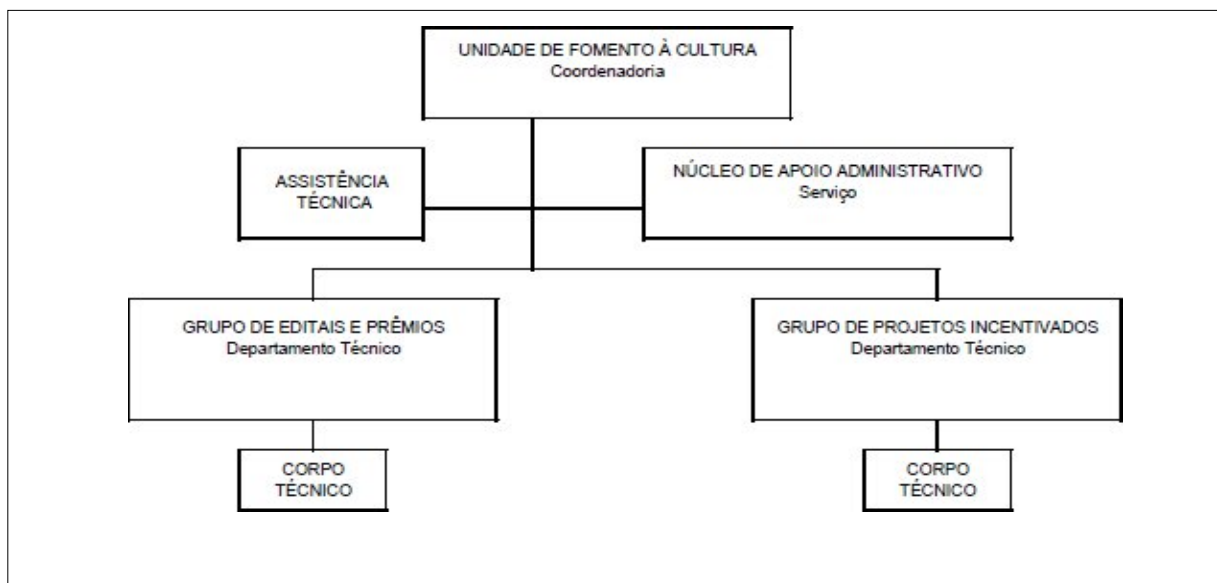 UNIDADE DE FOMENTO À CULTURA
Coordenadoria
ASSISTÊNCIA
TÉCNICA
NÚCLEO DE APOIO ADMINISTRATIVO
Serviço
GRUPO DE EDITAIS E PRÊMIOS
Departamento Técnico
GRUPO DE PROJETOS INCENTIVADOS
Departamento Técnico
CORPO
TÉCNICO
CORPO
TÉCNICO